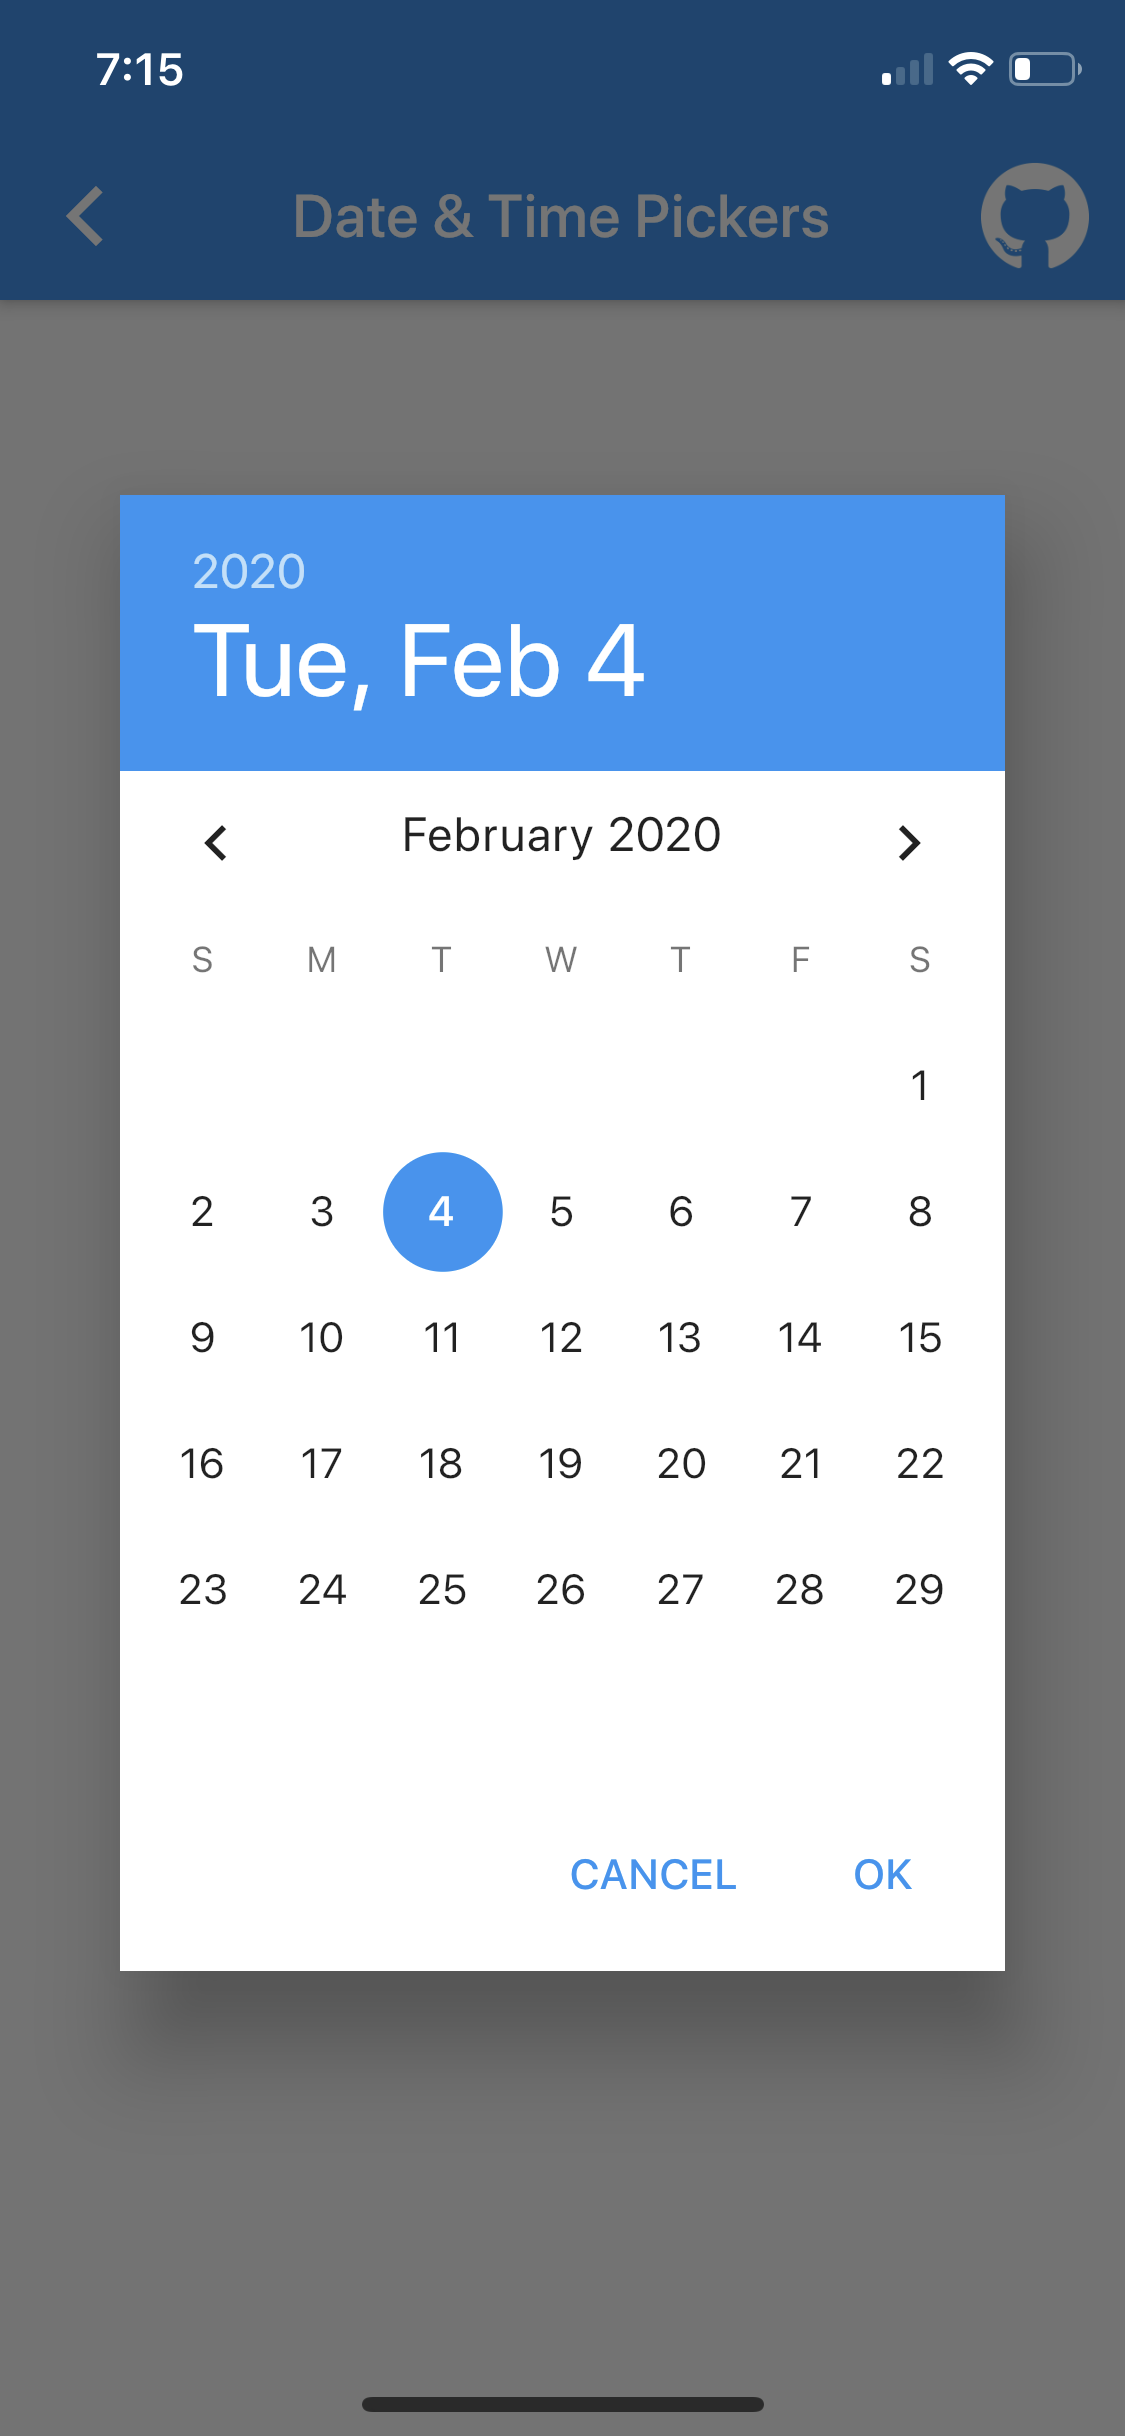 7:15
Date & Time Pickers
2020
Tue, Feb 4
February 2020
S M T W T F S
1
2 3 4 5 6 7 8
9 10 11 12 13 14 15
16 17 18 19 20 21 22
23 24 25 26 27 28 29
CANCEL OK